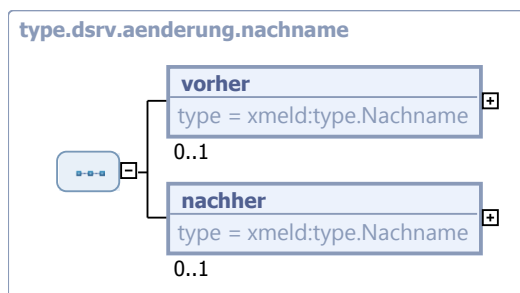 type.dsrv.aenderung.nachname
vorher
type = xmeld:type.Nachname
0..1
nachher
type = xmeld:type.Nachname
0..1